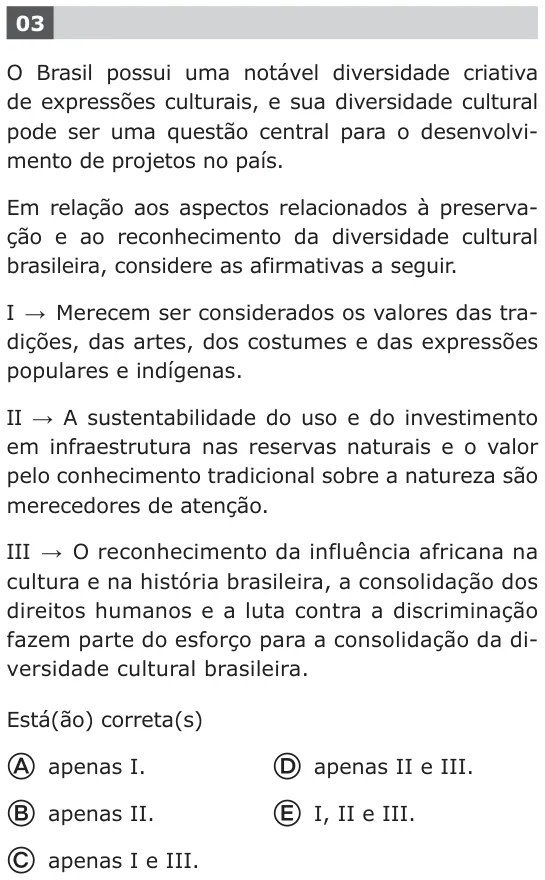 03
O Brasil possui uma notável diversidade criativa
de expressões culturais, e sua diversidade cultural
pode ser uma questão central para o desenvolvi-
mento de projetos no país.
Em relação aos aspectos relacionados à preserva-
ção e ao reconhecimento da diversidade cultural
brasileira, considere as afirmativas a seguir.
I → Merecem ser considerados os valores das tra-
dições, das artes, dos costumes e das expressões
populares e indígenas.
II → A sustentabilidade do uso e do investimento
em infraestrutura nas reservas naturais e o valor
pelo conhecimento tradicional sobre a natureza são
merecedores de atenção.
III → O reconhecimento da influência africana na
cultura e na história brasileira, a consolidação dos
direitos humanos e a luta contra a discriminação
fazem parte do esforço para a consolidação da di-
versidade cultural brasileira.
Está(ão) correta(s)
A apenas I.
B apenas II.
C apenas I e III.
D apenas II e III.
E I, II e III.